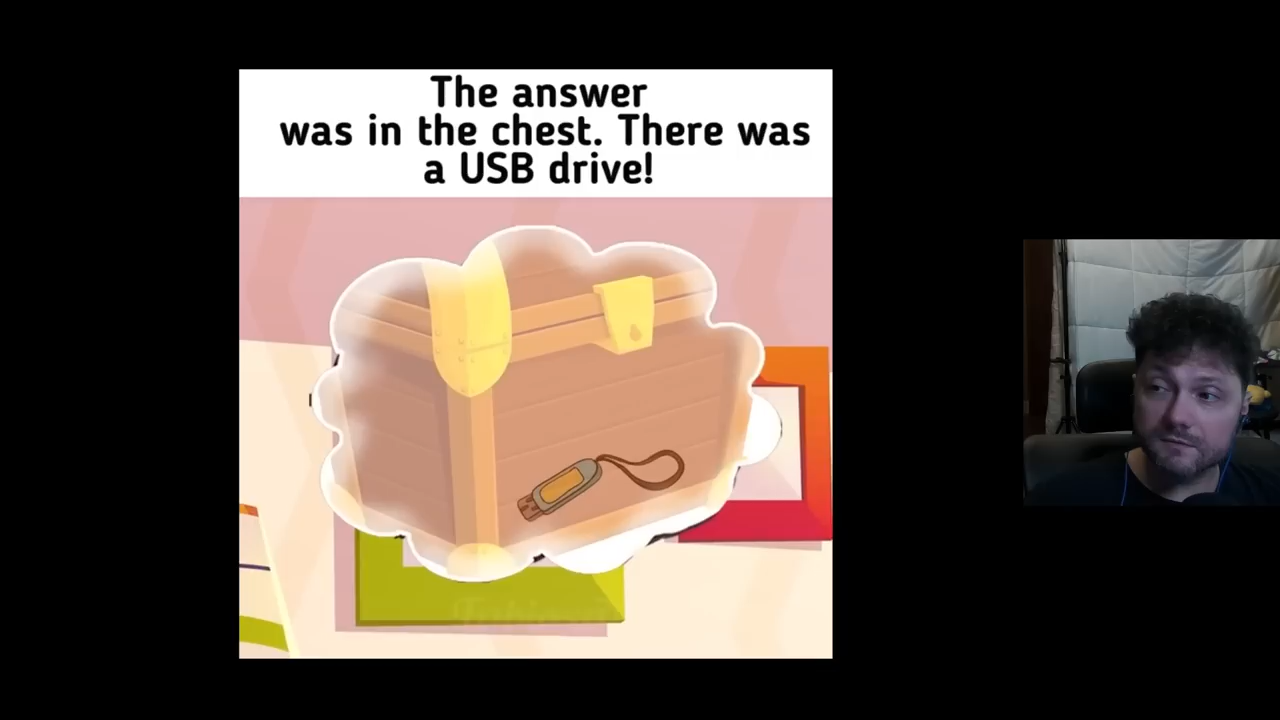 The answer
was in the chest. There was
a USB drive!